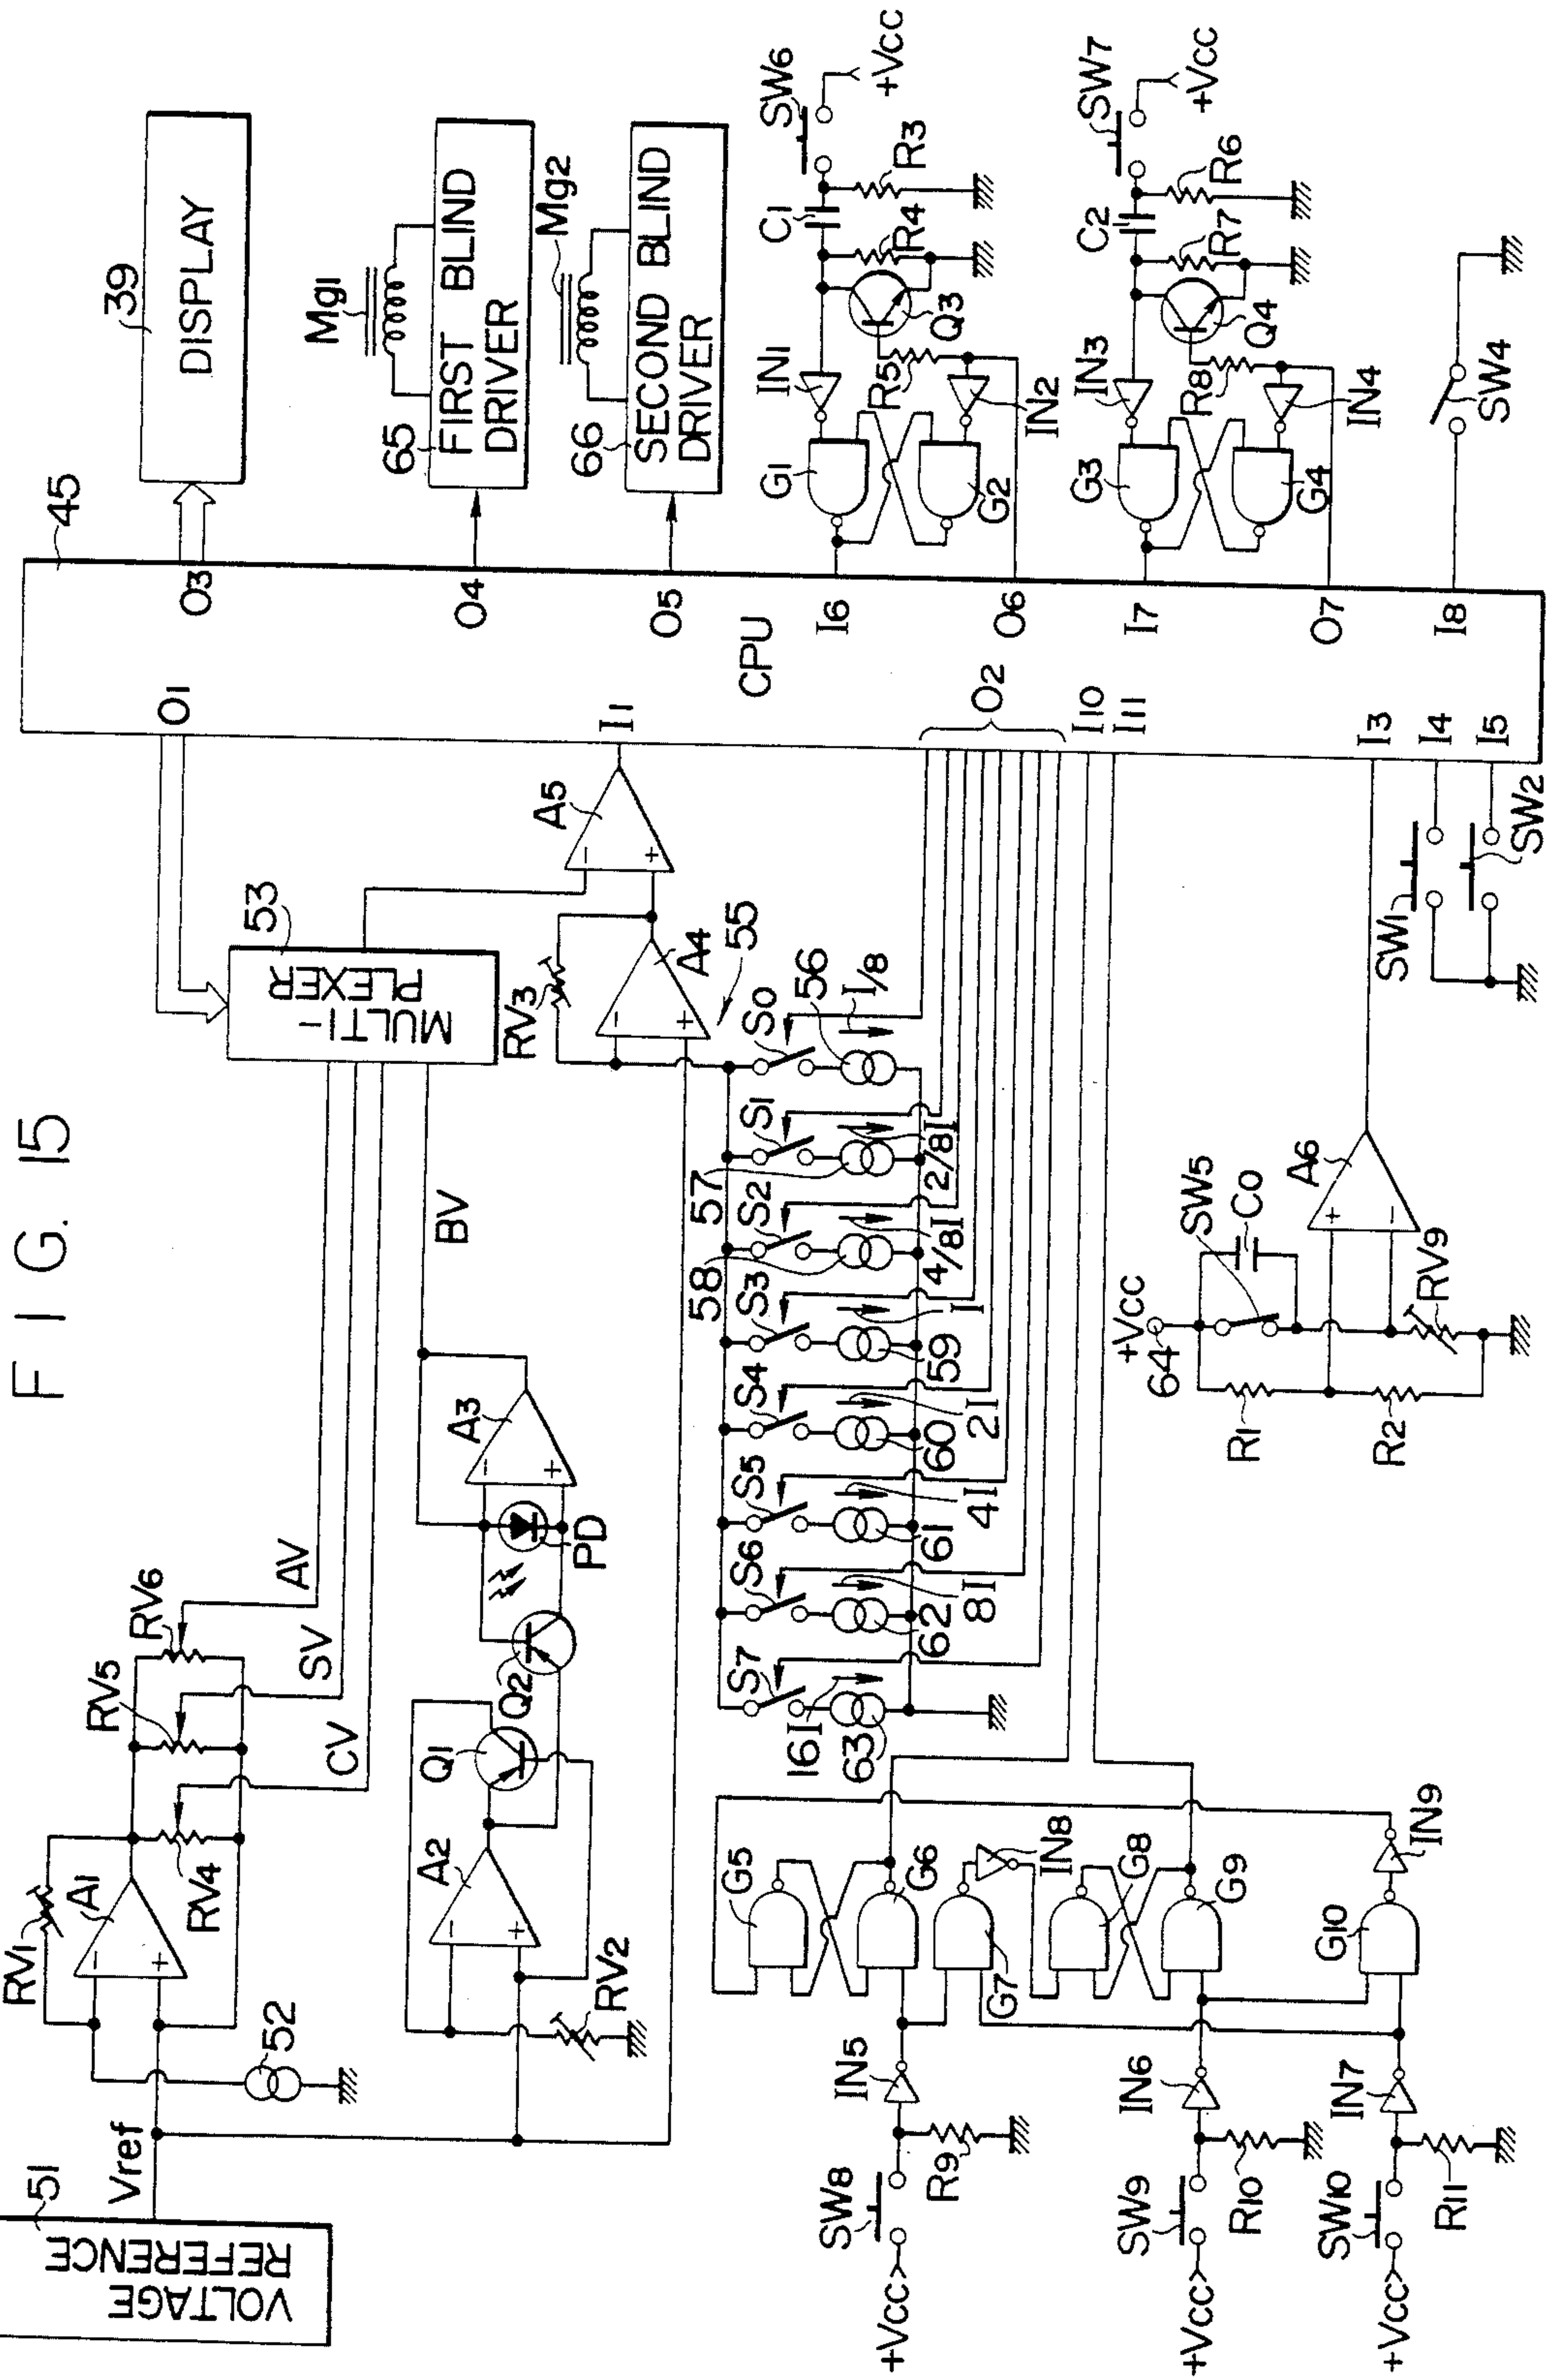 F I G. 15
VOLTAGE
REFERENCE
51
Vref
52
RV1
A1
RV4
RV5
RV6
CV
SV
AV
BV
MULTI-
PLEXER
53
O1
45
CPU
O3
39
DISPLAY
Mg1
65
FIRST BLIND
DRIVER
O4
Mg2
66
SECOND BLIND
DRIVER
O5
A2
RV2
Q1
Q2
PD
A3
RV3
A4
A5
I1
55
S7
S6
S5
S4
S3
S2
S1
S0
16I
8I
4I
2I
I
4/8I
2/8I
I/8
63
62
61
60
59
58
57
56
O2
I10
I11
I6
O6
I7
O7
I8
I3
I4
I5
G1
G2
IN1
IN2
R5
Q3
R4
C1
R3
SW6
+VCC
G3
G4
IN3
IN4
R8
Q4
R7
C2
R6
SW7
+VCC
SW4
SW1
SW2
+VCC
64
R1
R2
SW5
C0
RV9
A6
+VCC
SW8
R9
IN5
G5
G6
G7
IN8
G8
G9
+VCC
SW9
R10
IN6
+VCC
SW10
R11
IN7
G10
IN9